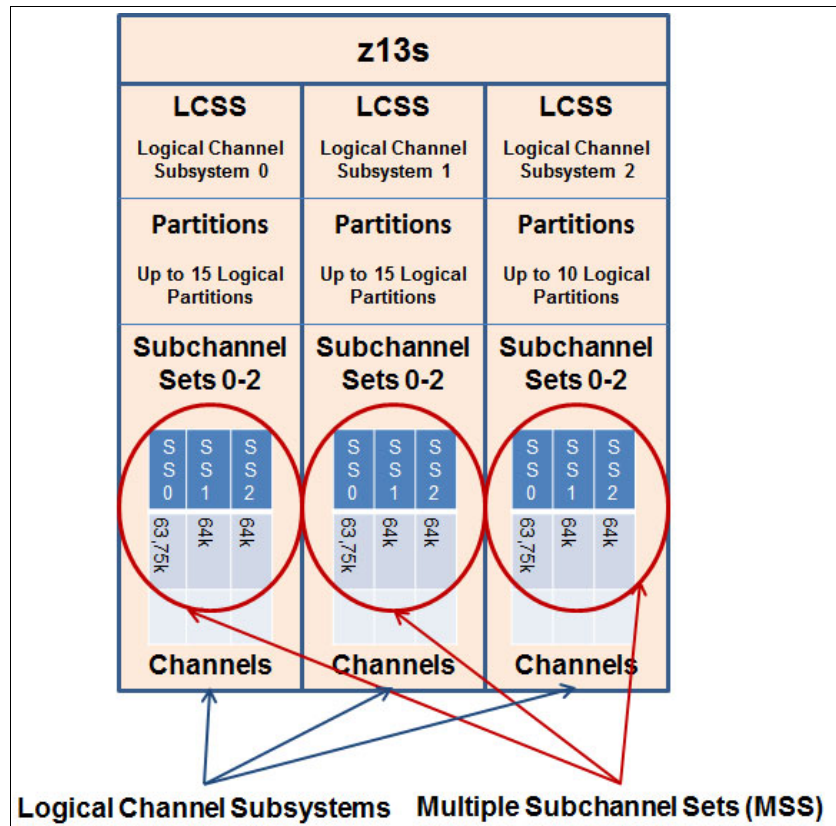 z13s
LCSS
Logical Channel
Subsystem 0
LCSS
Logical Channel
Subsystem 1
LCSS
Logical Channel
Subsystem 2
Partitions
Up to 15 Logical
Partitions
Partitions
Up to 15 Logical
Partitions
Partitions
Up to 10 Logical
Partitions
Subchannel
Sets 0-2
Subchannel
Sets 0-2
Subchannel
Sets 0-2
SS0 SS1 SS2
63,75k 64k 64k
SS0 SS1 SS2
63,75k 64k 64k
SS0 SS1 SS2
63,75k 64k 64k
Channels
Channels
Channels
Logical Channel Subsystems
Multiple Subchannel Sets (MSS)